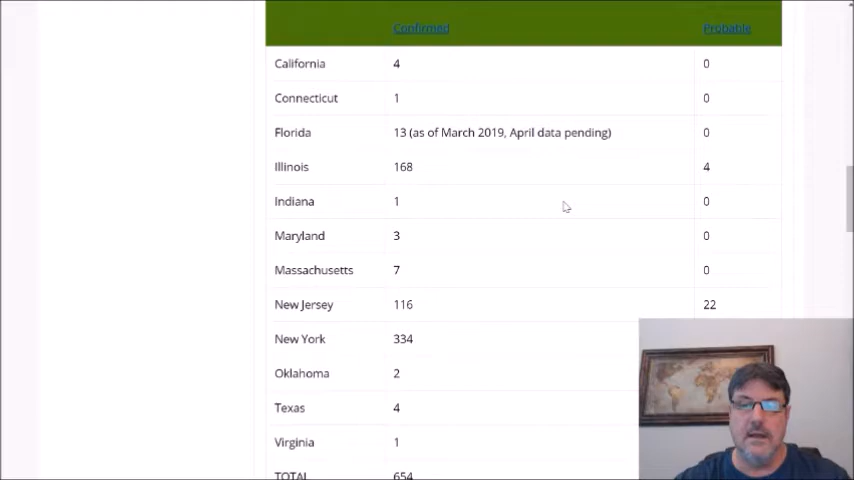 Confirmed Probable
California 4 0
Connecticut 1 0
Florida 13 (as of March 2019, April data pending) 0
Illinois 168 4
Indiana 1 0
Maryland 3 0
Massachusetts 7 0
New Jersey 116 22
New York 334
Oklahoma 2
Texas 4
Virginia 1
TOTAL 654